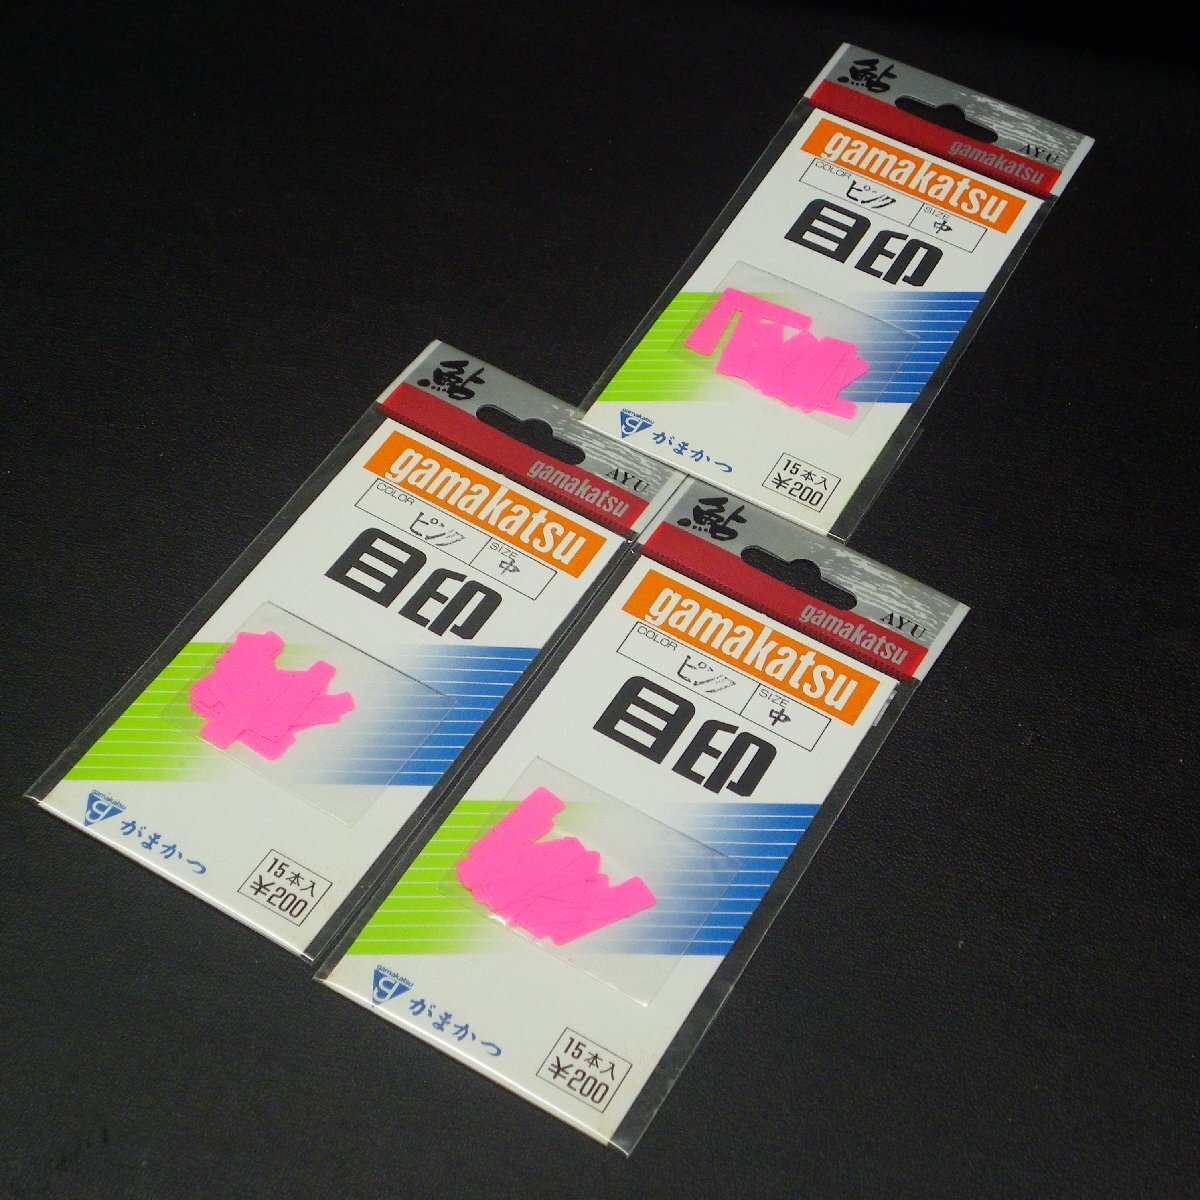 鮎
AYU
gamakatsu
gamakatsu
COLOR
ピンク
SIZE
中
目印
gamakatsu
がまかつ
15本入
¥200
鮎
AYU
gamakatsu
gamakatsu
COLOR
ピンク
SIZE
中
目印
gamakatsu
がまかつ
15本入
¥200
鮎
AYU
gamakatsu
gamakatsu
COLOR
ピンク
SIZE
中
目印
gamakatsu
がまかつ
15本入
¥200